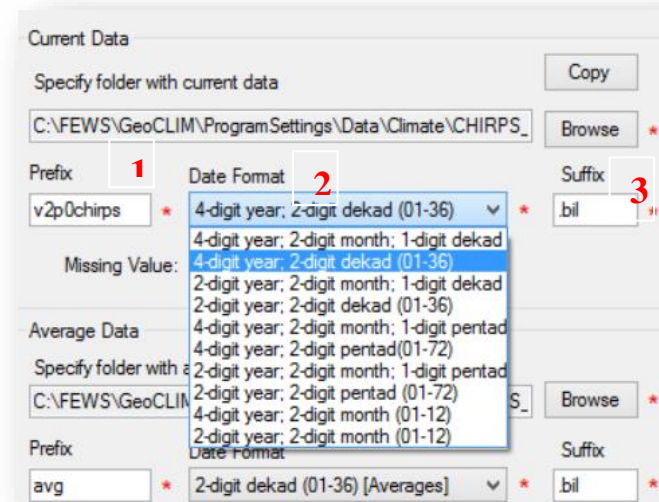 Current Data
Specify folder with current data
Copy
C:\FEWS\GeoCLIM\ProgramSettings\Data\Climate\CHIRPS_ Browse *
Prefix 1 Date Format 2 Suffix 3
v2p0chirps * 4-digit year; 2-digit dekad (01-36) * .bil *
4-digit year; 2-digit month; 1-digit dekad
Missing Value: 4-digit year; 2-digit dekad (01-36)
2-digit year; 2-digit month; 1-digit dekad
2-digit year; 2-digit dekad (01-36)
4-digit year; 2-digit month; 1-digit pentad
Average Data
4-digit year; 2-digit pentad(01-72)
Specify folder with a
2-digit year; 2-digit month; 1-digit pentad
2-digit year; 2-digit pentad (01-72)
C:\FEWS\GeoCLIM S_ Browse *
4-digit year; 2-digit month (01-12)
2-digit year; 2-digit month (01-12)
Prefix Date Format Suffix
avg * 2-digit dekad (01-36) [Averages] * .bil *